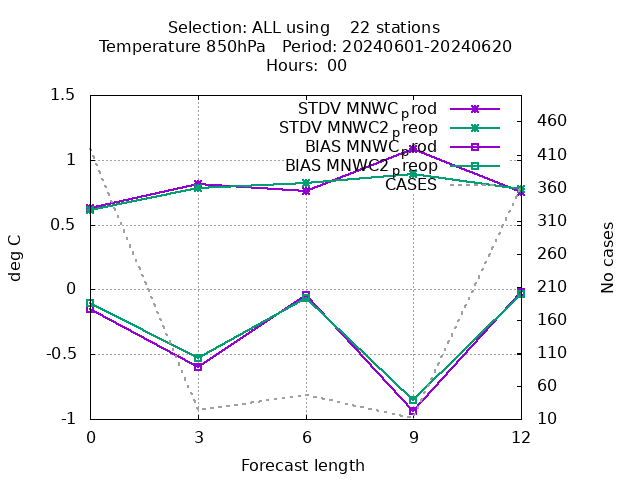 Selection: ALL using 22 stations
Temperature 850hPa Period: 20240601-20240620
Hours: 00
STDV MNWC_prod
STDV MNWC2_preop
BIAS MNWC_prod
BIAS MNWC2_preop
CASES
1.5
1
0.5
0
-0.5
-1
deg C
460
410
360
310
260
210
160
110
60
10
No cases
0 3 6 9 12
Forecast length